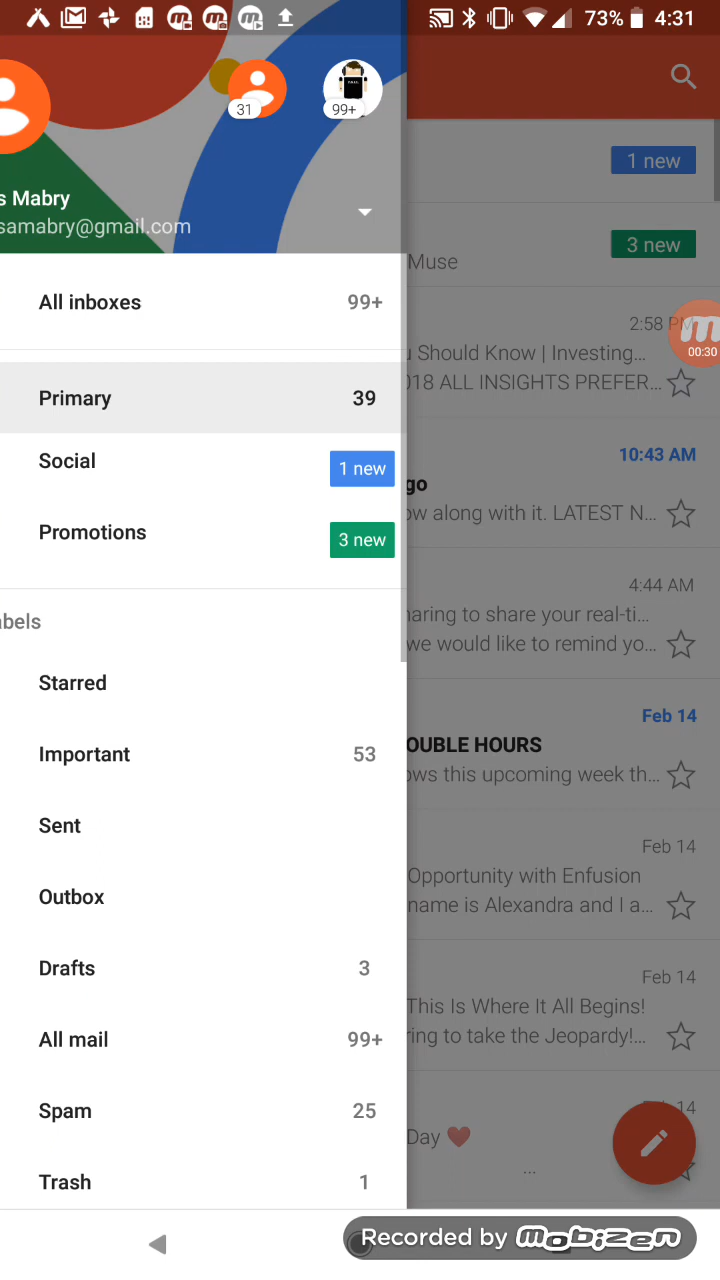 73% 4:31
31
99+
s Mabry
samabry@gmail.com
All inboxes 99+
Primary 39
Social 1 new
Promotions 3 new
abels
Starred
Important 53
Sent
Outbox
Drafts 3
All mail 99+
Spam 25
Trash 1
1 new
3 new
Muse
2:58 PM
00:30
u Should Know | Investing...
018 ALL INSIGHTS PREFER...
10:43 AM
go
ow along with it. LATEST N...
4:44 AM
haring to share your real-ti...
we would like to remind yo...
Feb 14
OUBLE HOURS
ows this upcoming week th...
Feb 14
Opportunity with Enfusion
name is Alexandra and I a...
Feb 14
This Is Where It All Begins!
ring to take the Jeopardy!...
Feb 14
Day ❤
...
Recorded by mobizen